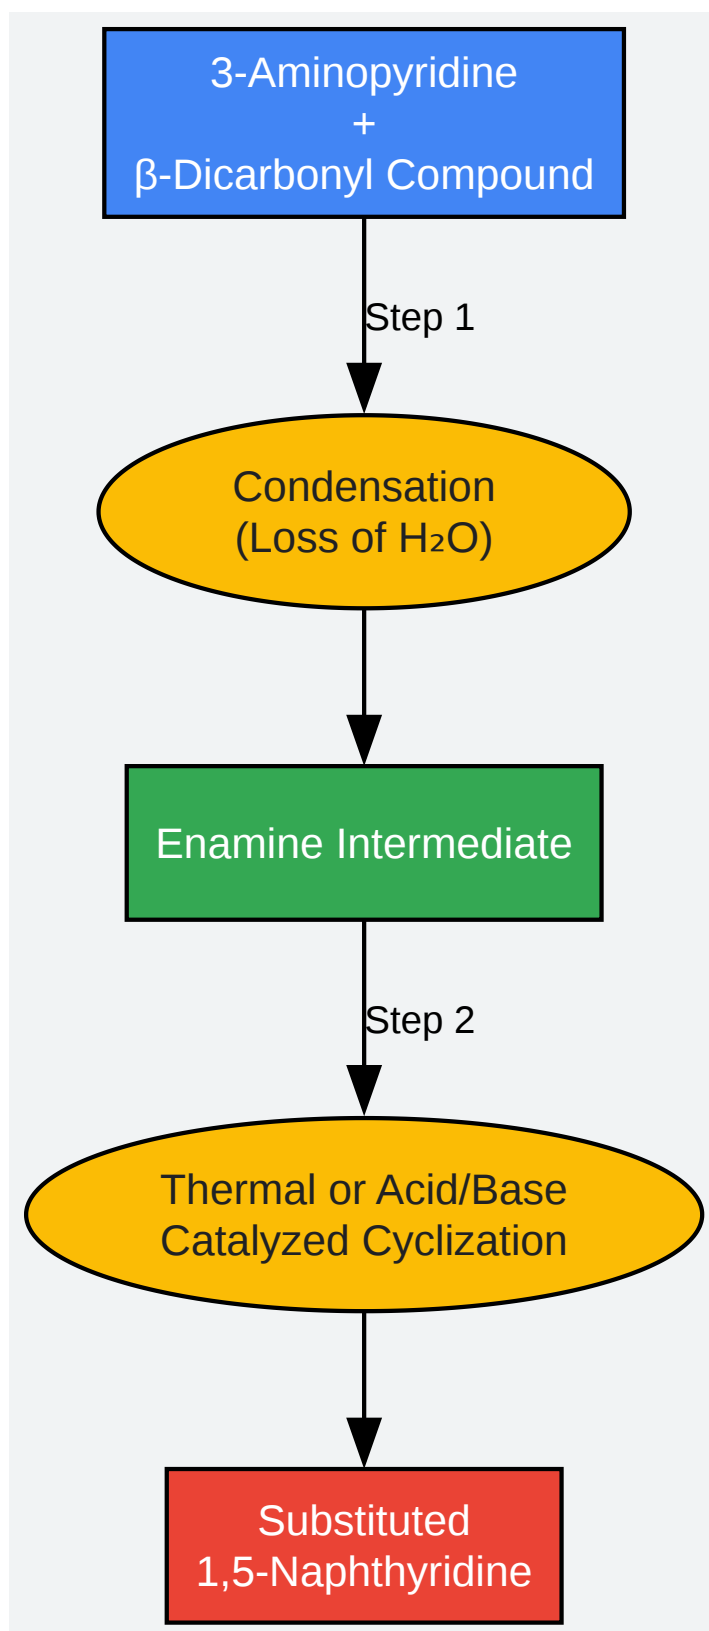 3-Aminopyridine
+
β-Dicarbonyl Compound
Step 1
Condensation
(Loss of H₂O)
Enamine Intermediate
Step 2
Thermal or Acid/Base
Catalyzed Cyclization
Substituted
1,5-Naphthyridine